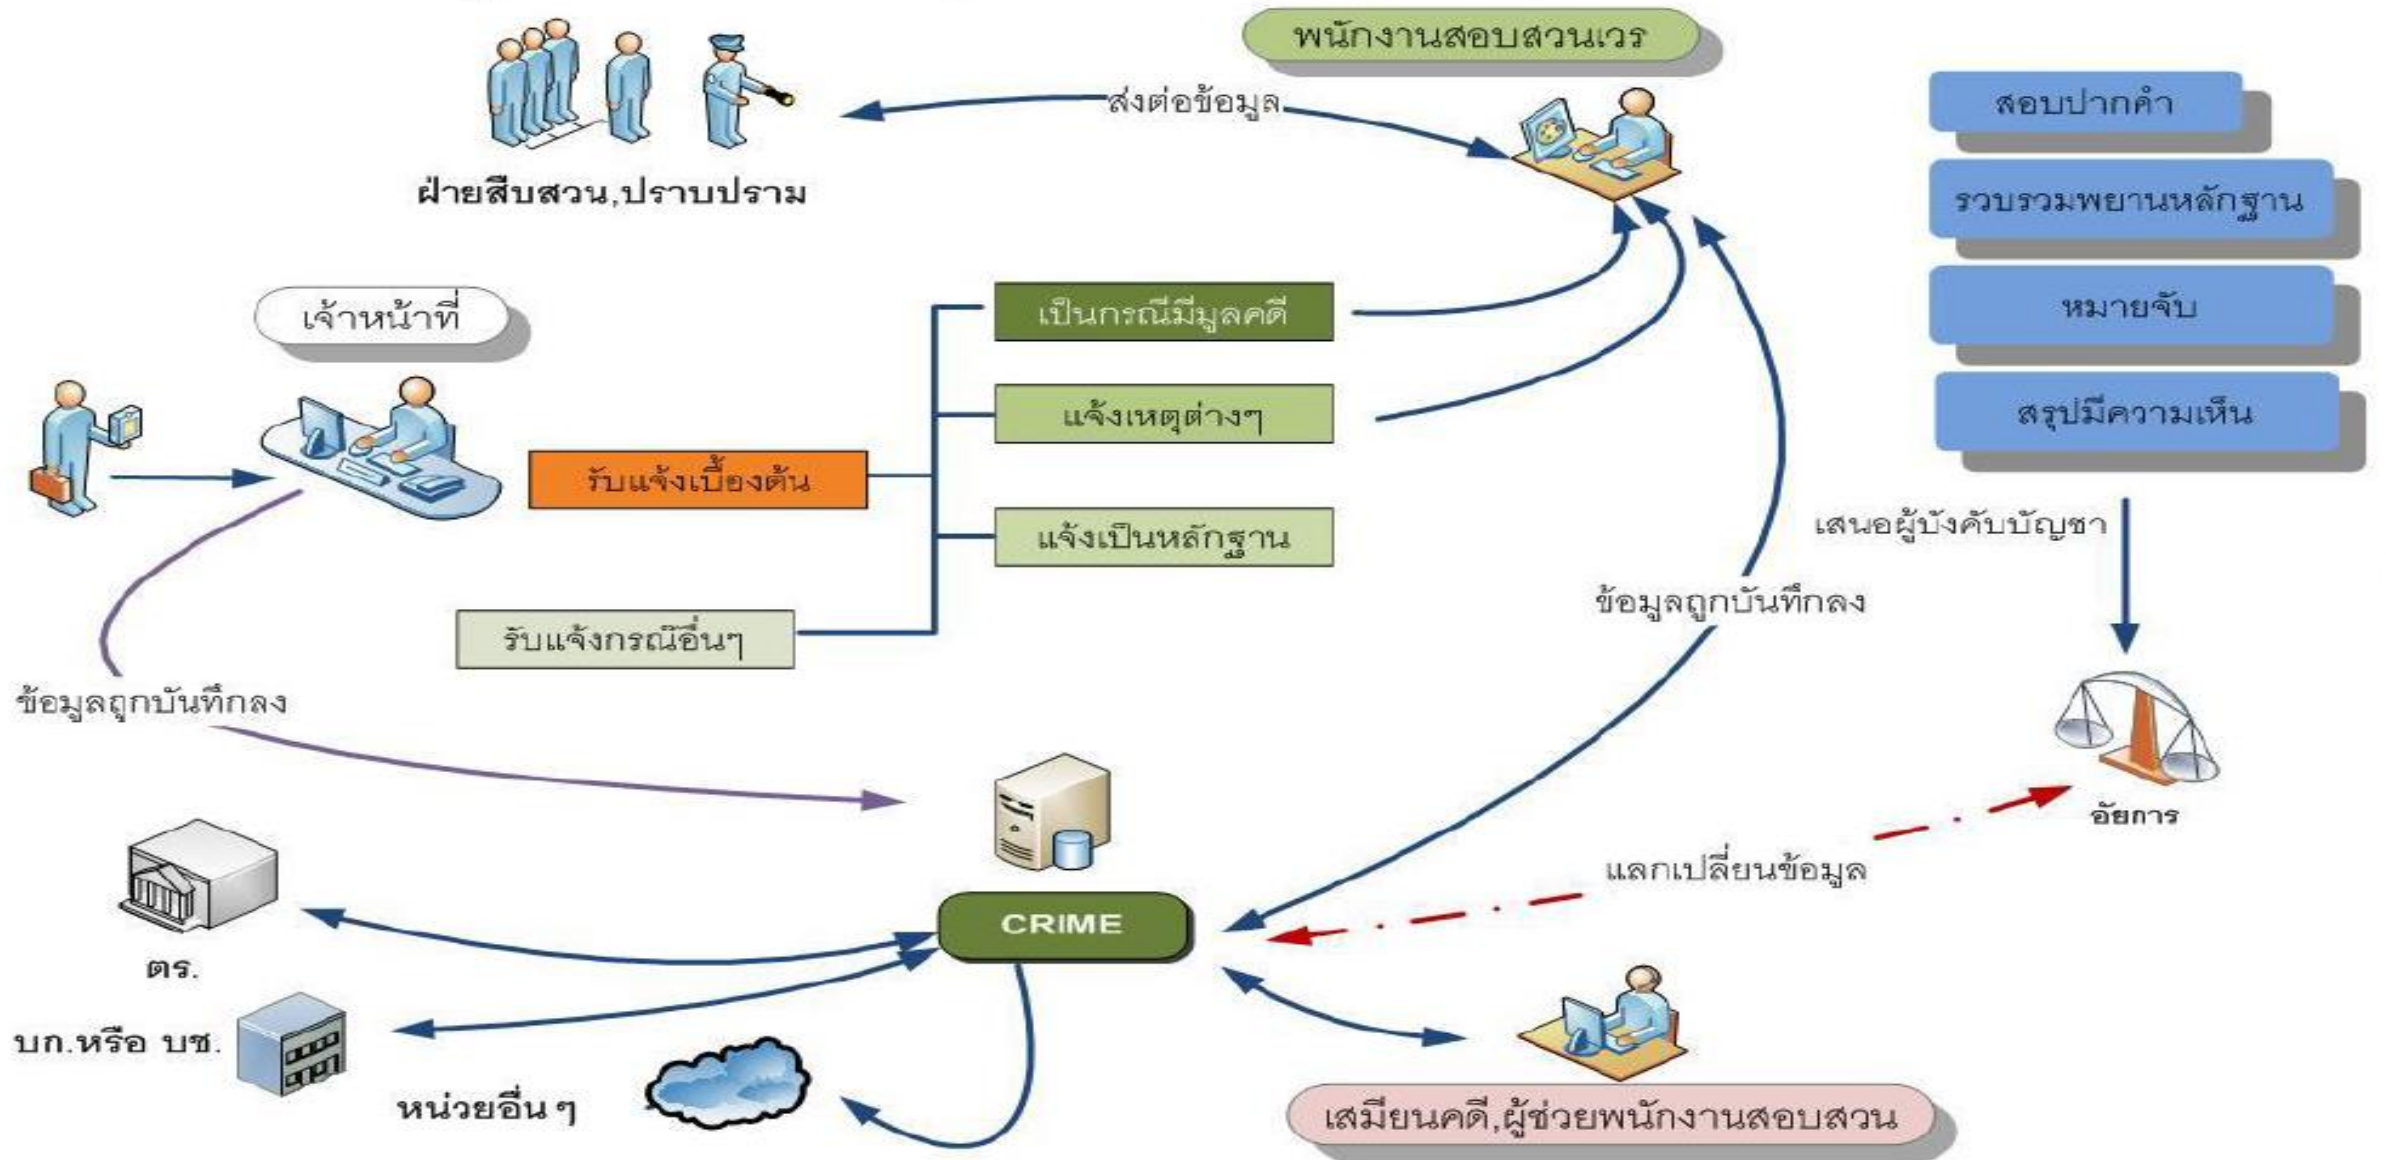 พนักงานสอบสวนเวร
ส่งต่อข้อมูล
ฝ่ายสืบสวน,ปราบปราม
สอบปากคำ
รวบรวมพยานหลักฐาน
หมายจับ
สรุปมีความเห็น
เจ้าหน้าที่
เป็นกรณีมีมูลคดี
แจ้งเหตุต่างๆ
รับแจ้งเบื้องต้น
แจ้งเป็นหลักฐาน
รับแจ้งกรณีอื่นๆ
เสนอผู้บังคับบัญชา
ข้อมูลถูกบันทึกลง
ข้อมูลถูกบันทึกลง
อัยการ
แลกเปลี่ยนข้อมูล
CRIME
ตร.
บก.หรือ บช.
หน่วยอื่น ๆ
เสมียนคดี,ผู้ช่วยพนักงานสอบสวน